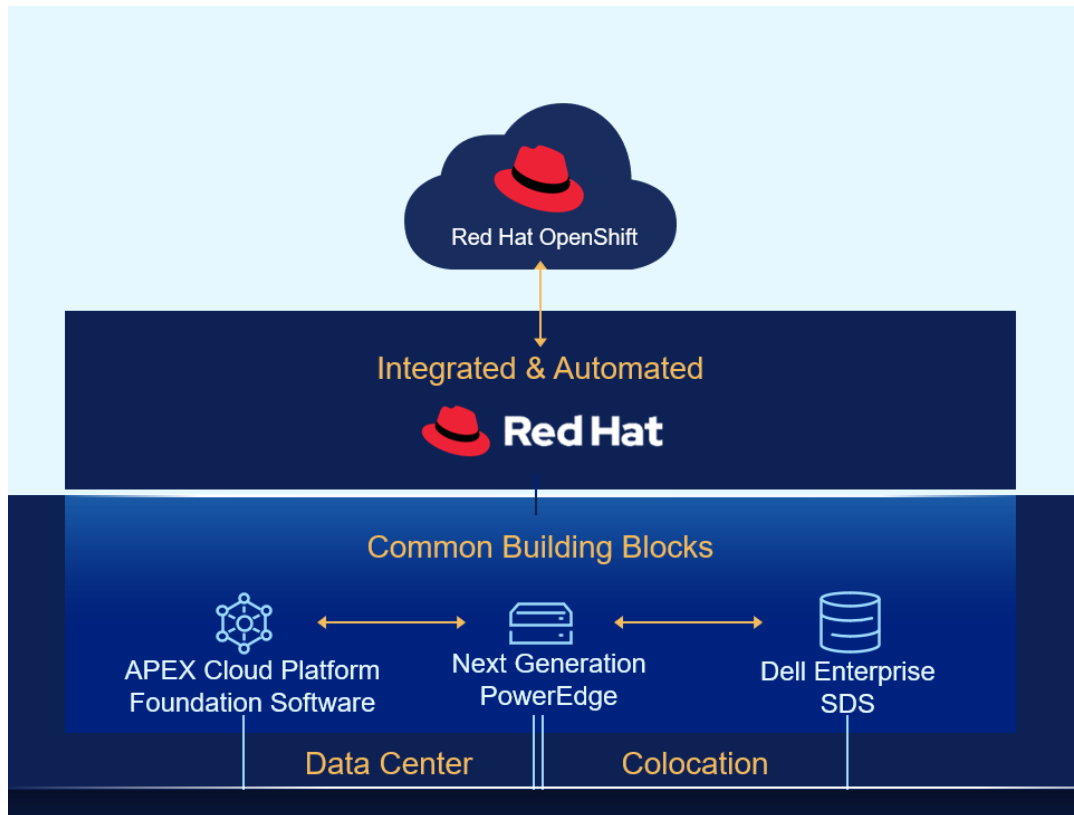 Red Hat OpenShift
Integrated & Automated
Red Hat
Common Building Blocks
APEX Cloud Platform
Foundation Software
Next Generation
PowerEdge
Dell Enterprise
SDS
Data Center
Colocation